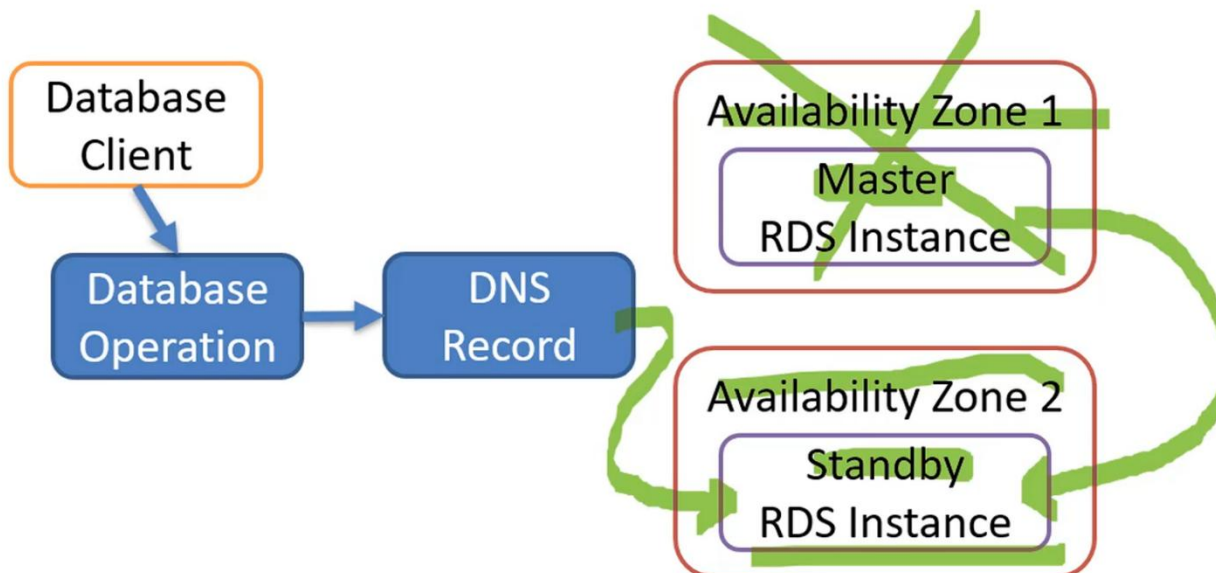 Database
Client
Database
Operation
DNS
Record
Availability Zone 1
Master
RDS Instance
Availability Zone 2
Standby
RDS Instance